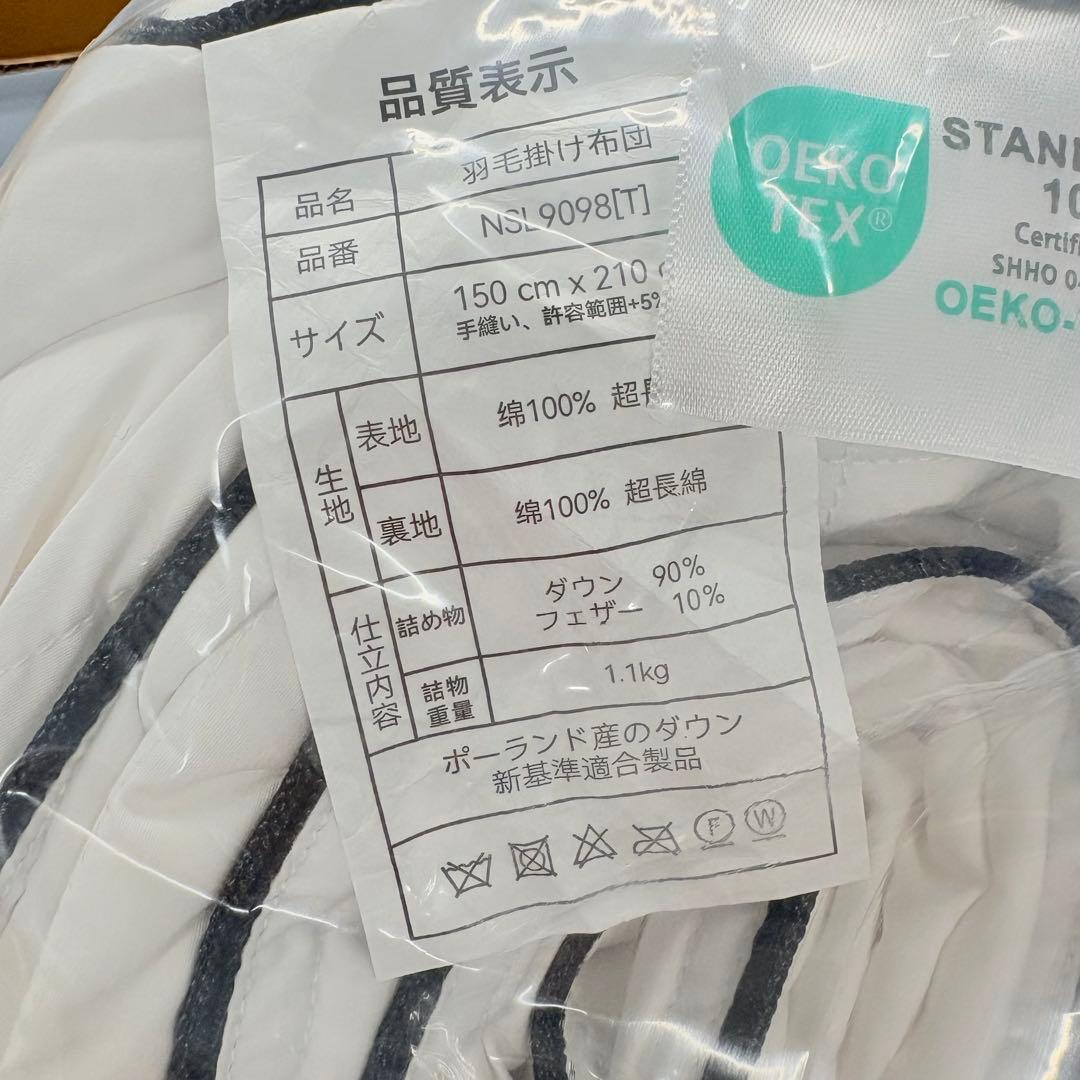 品質表示
品名 羽毛掛け布団
品番 NSL9098[T]
サイズ 150 cm x 210
手縫い、許容範囲+5%
生地 表地 绵100% 超長
裏地 绵100% 超長綿
仕立内容 詰め物 ダウン 90%
フェザー 10%
詰物重量 1.1kg
ポーランド産のダウン
新基準適合製品
F W
OEKO
TEX®
STAN
10
Certif
SHHO 0
OEKO-